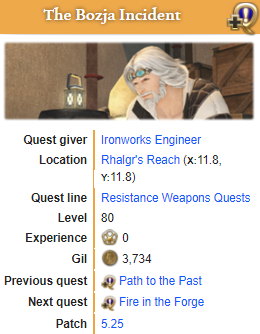 The Bozja Incident
Quest giver Ironworks Engineer
Location Rhalgr's Reach (X:11.8,
Y:11.8)
Quest line Resistance Weapons Quests
Level 80
Experience 0
Gil 3,734
Previous quest Path to the Past
Next quest Fire in the Forge
Patch 5.25